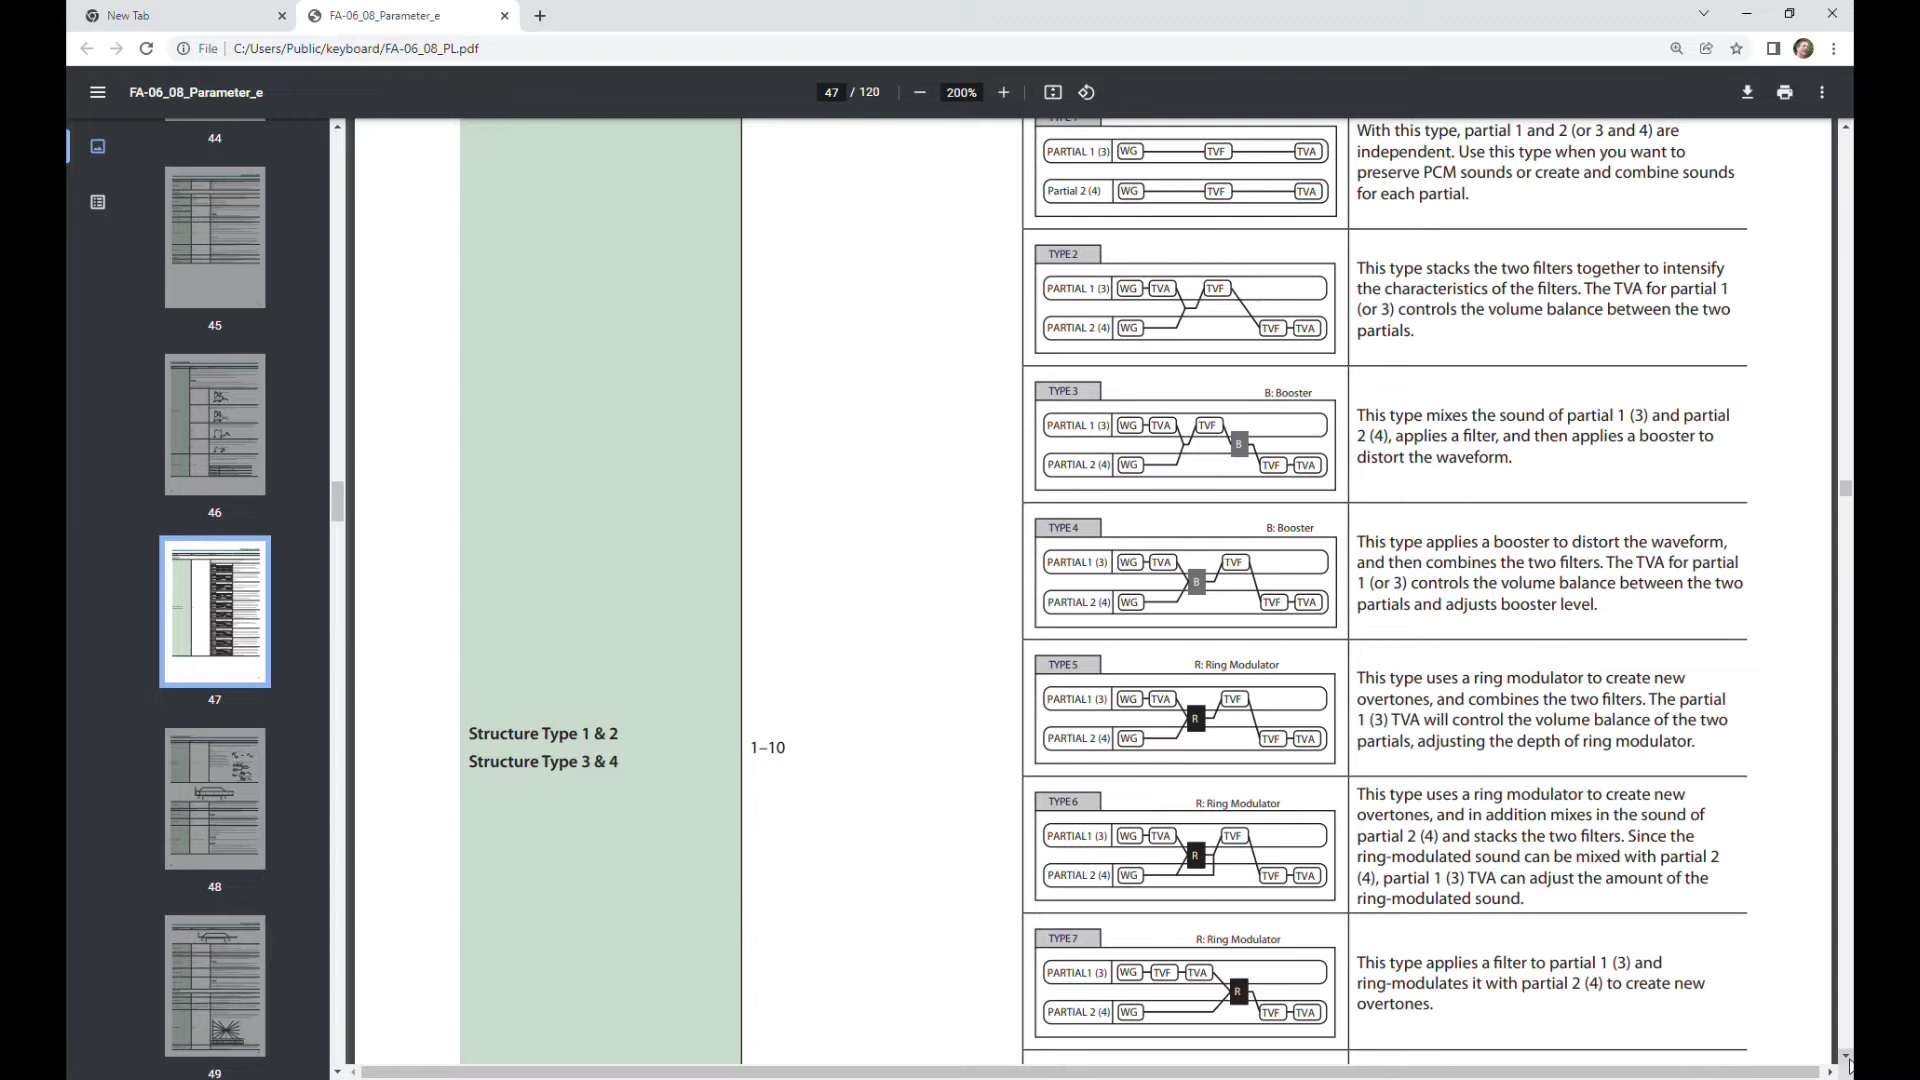 New Tab
FA-06_08_Parameter_e
File
C:/Users/Public/keyboard/FA-06_08_PL.pdf
FA-06_08_Parameter_e
47 / 120
200%
44
45
46
47
48
49
Structure Type 1 & 2
Structure Type 3 & 4
1–10
PARTIAL 1 (3) WG TVF TVA
Partial 2 (4) WG TVF TVA
With this type, partial 1 and 2 (or 3 and 4) are
independent. Use this type when you want to
preserve PCM sounds or create and combine sounds
for each partial.
TYPE2
PARTIAL 1 (3) WG TVA TVF
PARTIAL 2 (4) WG TVF TVA
This type stacks the two filters together to intensify
the characteristics of the filters. The TVA for partial 1
(or 3) controls the volume balance between the two
partials.
TYPE3
B: Booster
PARTIAL 1 (3) WG TVA TVF
B
PARTIAL 2 (4) WG TVF TVA
This type mixes the sound of partial 1 (3) and partial
2 (4), applies a filter, and then applies a booster to
distort the waveform.
TYPE4
B: Booster
PARTIAL1 (3) WG TVA TVF
B
PARTIAL 2 (4) WG TVF TVA
This type applies a booster to distort the waveform,
and then combines the two filters. The TVA for partial
1 (or 3) controls the volume balance between the two
partials and adjusts booster level.
TYPE5
R: Ring Modulator
PARTIAL1 (3) WG TVA TVF
R
PARTIAL 2 (4) WG TVF TVA
This type uses a ring modulator to create new
overtones, and combines the two filters. The partial
1 (3) TVA will control the volume balance of the two
partials, adjusting the depth of ring modulator.
TYPE6
R: Ring Modulator
PARTIAL1 (3) WG TVA TVF
R
PARTIAL 2 (4) WG TVF TVA
This type uses a ring modulator to create new
overtones, and in addition mixes in the sound of
partial 2 (4) and stacks the two filters. Since the
ring-modulated sound can be mixed with partial 2
(4), partial 1 (3) TVA can adjust the amount of the
ring-modulated sound.
TYPE7
R: Ring Modulator
PARTIAL1 (3) WG TVF TVA
R
PARTIAL 2 (4) WG TVF TVA
This type applies a filter to partial 1 (3) and
ring-modulates it with partial 2 (4) to create new
overtones.